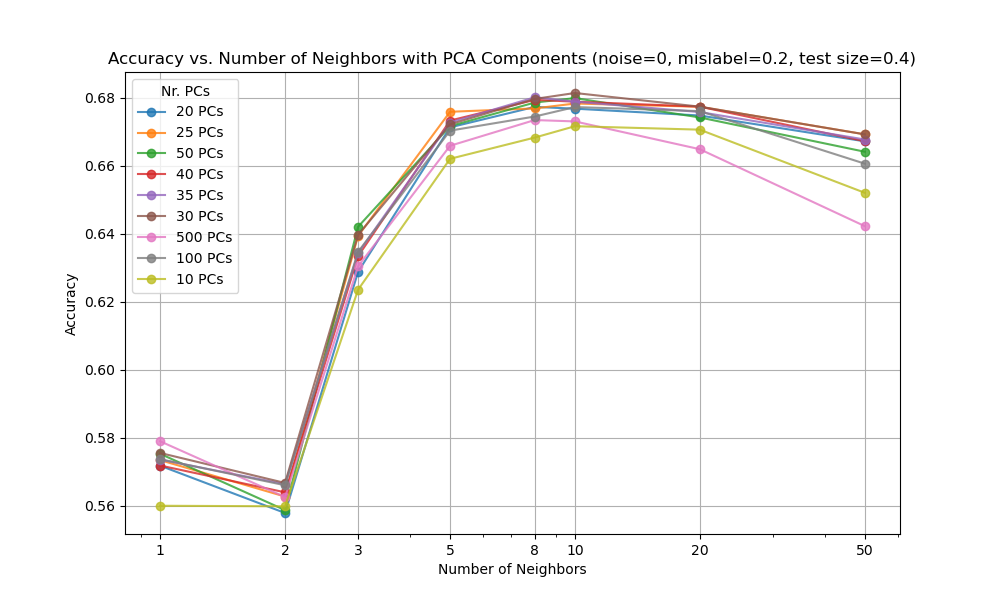 Accuracy vs. Number of Neighbors with PCA Components (noise=0, mislabel=0.2, test size=0.4)
Nr. PCs
20 PCs
25 PCs
50 PCs
40 PCs
35 PCs
30 PCs
500 PCs
100 PCs
10 PCs
0.68
0.66
0.64
0.62
0.60
0.58
0.56
Accuracy
1 2 3 5 8 10 20 50
Number of Neighbors